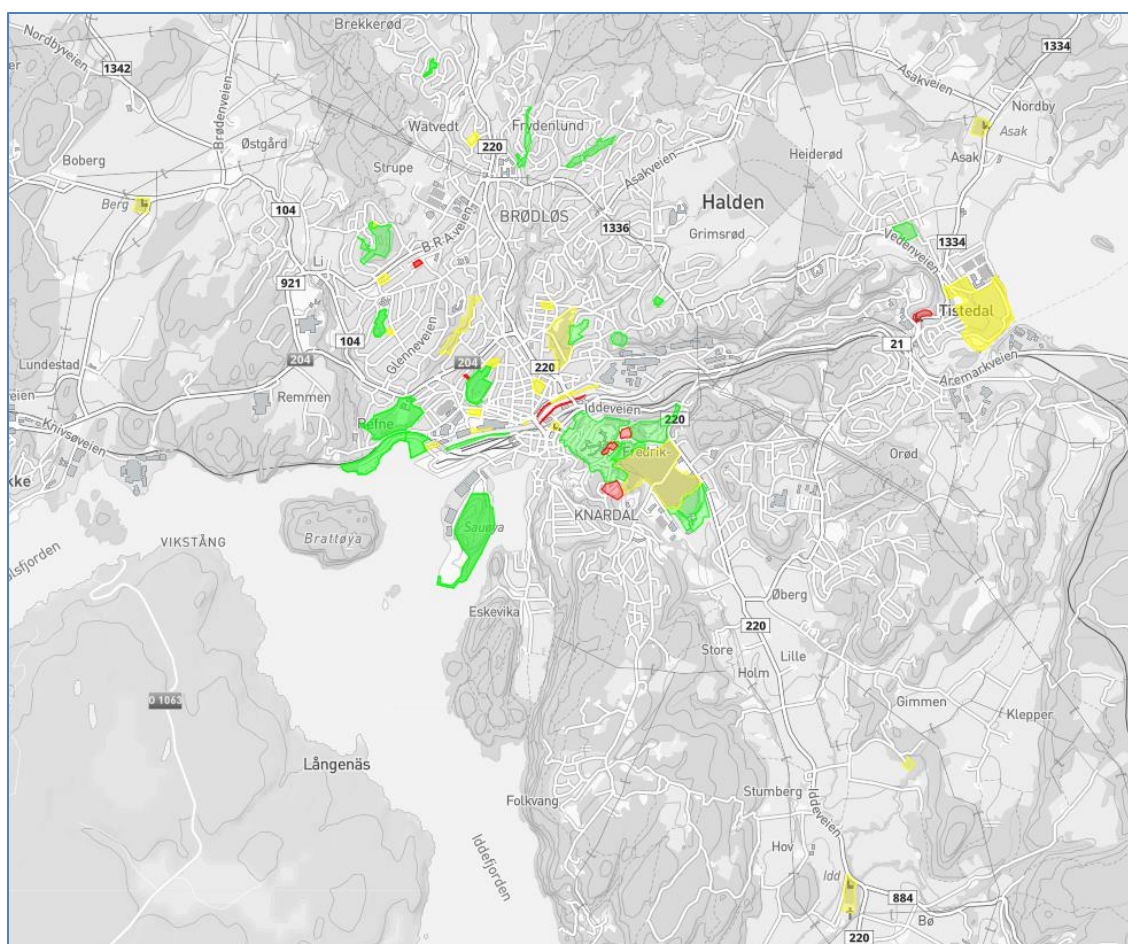 Brekkerød
Nordbyveien
1342
1334
Asakveien
Nordby
Asak
Brødenveien
Watvedt
Frydenlund
220
Østgård
Boberg
Strupe
Heiderød
Asak
Asakveien
Berg
104
BRØDLØS
Halden
B.R.A.veien
1336
Grimsrød
Vedenveien
1334
Li
921
Tistedal
104
Glenneveien
21
204
204
220
Lundestad
Aremarkveien
Remmen
Iddeveien
Refne
220
Knivsøveien
Fredrik-
Orød
KNARDAL
Sauøya
Brattøya
VIKSTÅNG
Øberg
Eskevika
220
Store
Lille
Holm
Gimmen
Klepper
Långenäs
Folkvang
Stumberg
Iddeveien
Iddefjorden
Hov
Idd
884
Bø
220